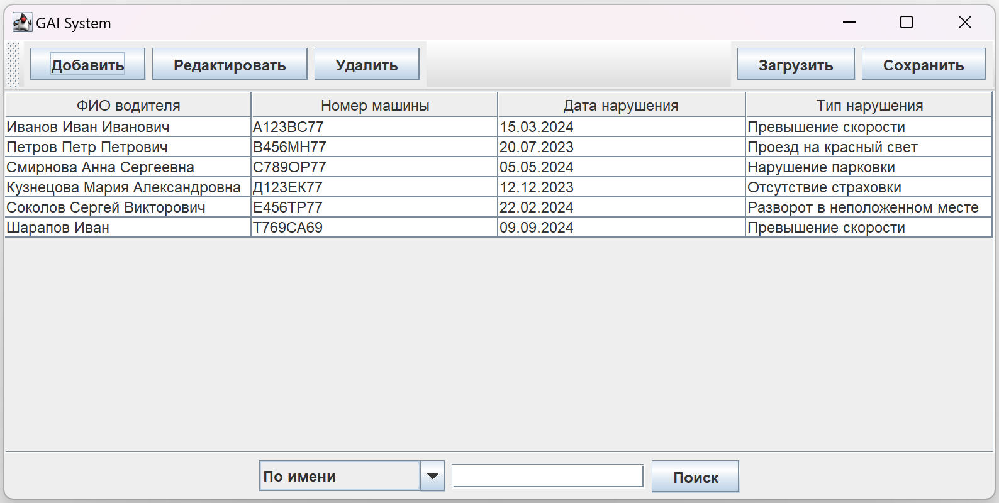 GAI System
Добавить Редактировать Удалить Загрузить Сохранить
ФИО водителя Номер машины Дата нарушения Тип нарушения
Иванов Иван Иванович А123ВС77 15.03.2024 Превышение скорости
Петров Петр Петрович В456МН77 20.07.2023 Проезд на красный свет
Смирнова Анна Сергеевна С789ОР77 05.05.2024 Нарушение парковки
Кузнецова Мария Александровна Д123ЕК77 12.12.2023 Отсутствие страховки
Соколов Сергей Викторович Е456ТР77 22.02.2024 Разворот в неположенном месте
Шарапов Иван Т769СА69 09.09.2024 Превышение скорости
По имени Поиск